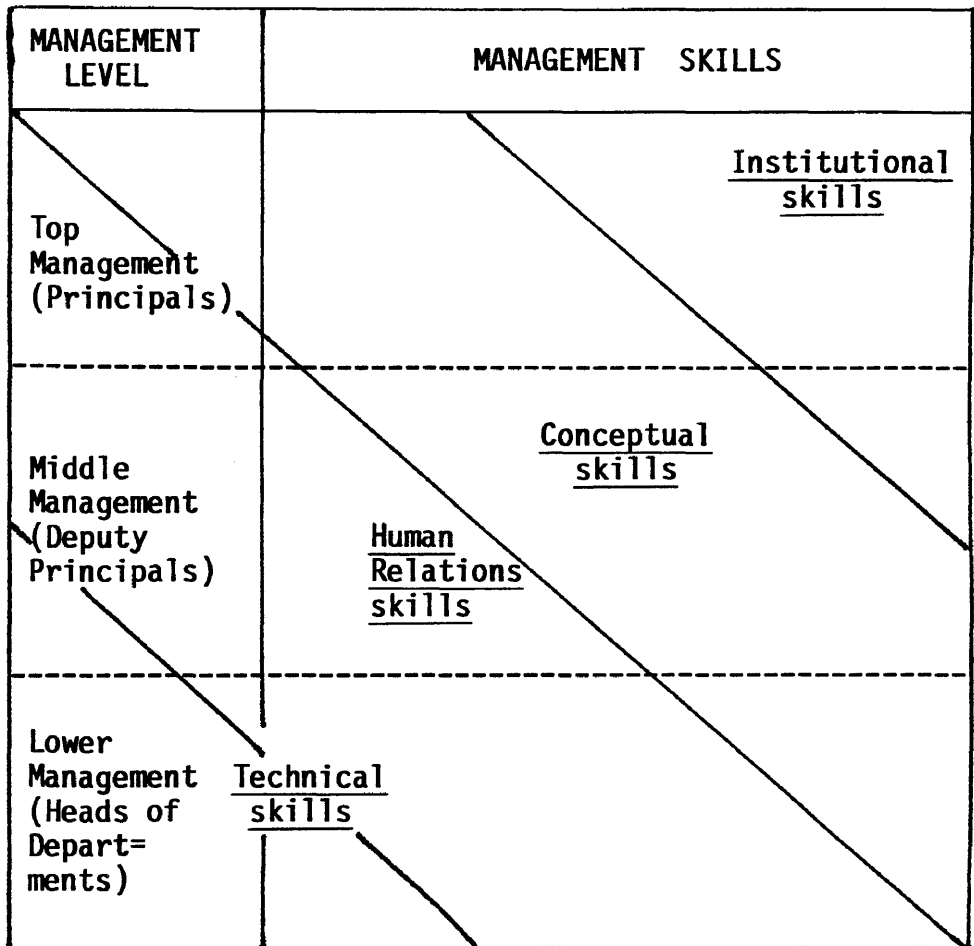 MANAGEMENT
LEVEL
MANAGEMENT SKILLS
Institutional
skills
Top
Management
(Principals)
Conceptual
skills
Middle
Management
(Deputy
Principals)
Human
Relations
skills
Lower
Management
(Heads of
Depart=
ments)
Technical
skills